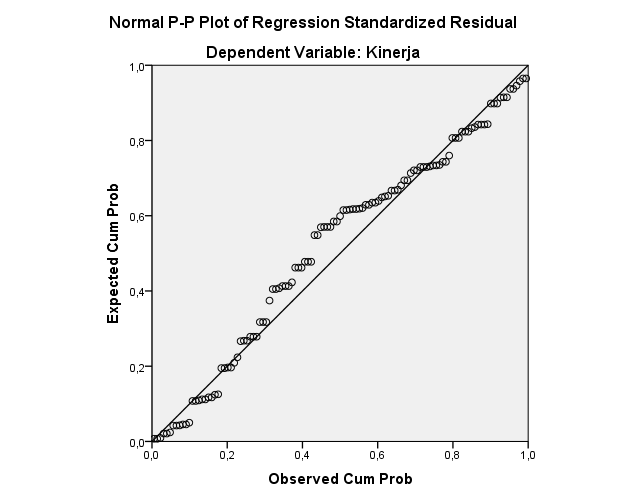 Normal P-P Plot of Regression Standardized Residual
Dependent Variable: Kinerja
1,0
0,8
0,6
0,4
0,2
0,0
Expected Cum Prob
0,0 0,2 0,4 0,6 0,8 1,0
Observed Cum Prob